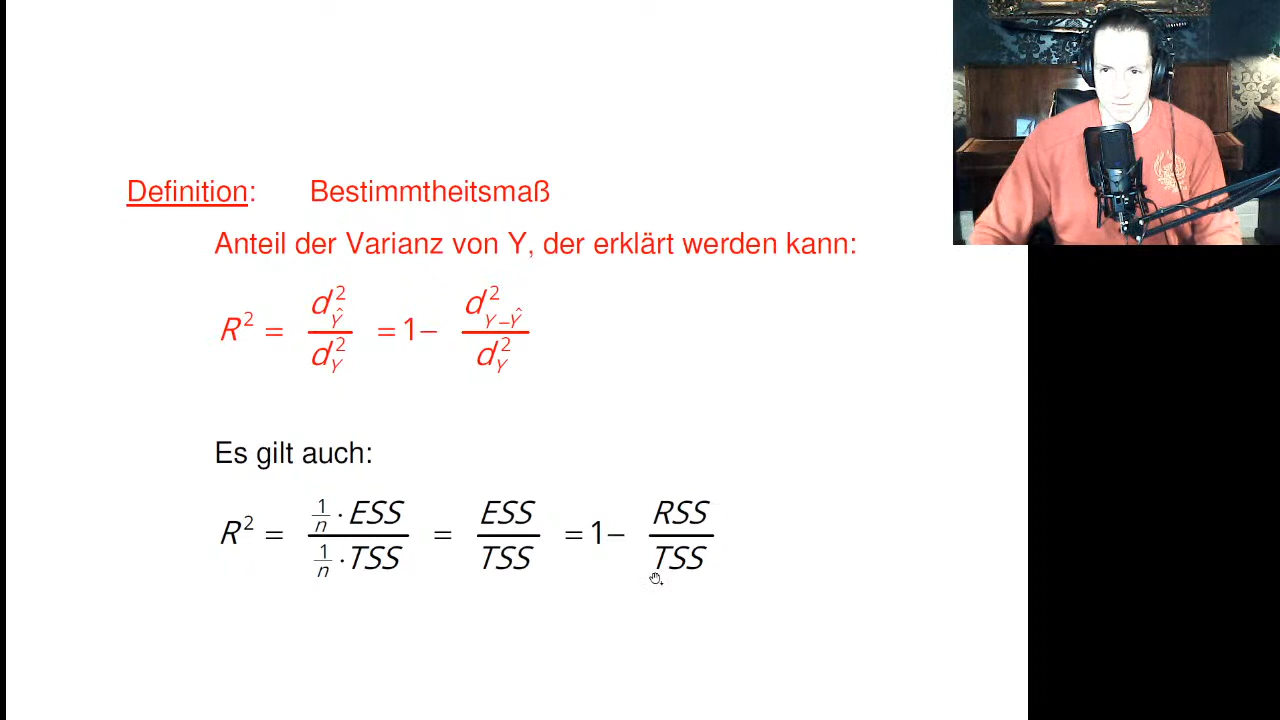 Definition: Bestimmtheitsmaß
Anteil der Varianz von Y, der erklärt werden kann:
R² = d²_Ŷ / d²_Y = 1 − d²_{Y−Ŷ} / d²_Y
Es gilt auch:
R² = (1/n · ESS) / (1/n · TSS) = ESS / TSS = 1 − RSS / TSS